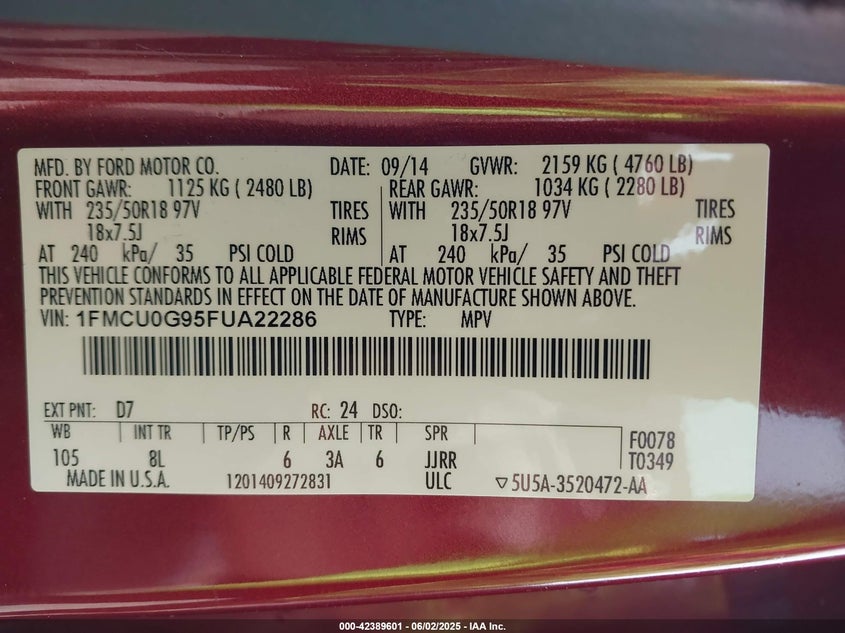 MFD. BY FORD MOTOR CO. DATE: 09/14 GVWR: 2159 KG ( 4760 LB)
FRONT GAWR: 1125 KG ( 2480 LB) REAR GAWR: 1034 KG ( 2280 LB)
WITH 235/50R18 97V TIRES WITH 235/50R18 97V TIRES
18x7.5J RIMS 18x7.5J RIMS
AT 240 kPa/ 35 PSI COLD AT 240 kPa/ 35 PSI COLD
THIS VEHICLE CONFORMS TO ALL APPLICABLE FEDERAL MOTOR VEHICLE SAFETY AND THEFT
PREVENTION STANDARDS IN EFFECT ON THE DATE OF MANUFACTURE SHOWN ABOVE.
VIN: 1FMCU0G95FUA22286 TYPE: MPV
EXT PNT: D7 RC: 24 DSO:
WB INT TR TP/PS R AXLE TR SPR F0078
105 8L 6 3A 6 JJRR T0349
MADE IN U.S.A. 1201409272831 ULC ▽5U5A-3520472-AA
000-42389601 - 06/02/2025 - IAA Inc.